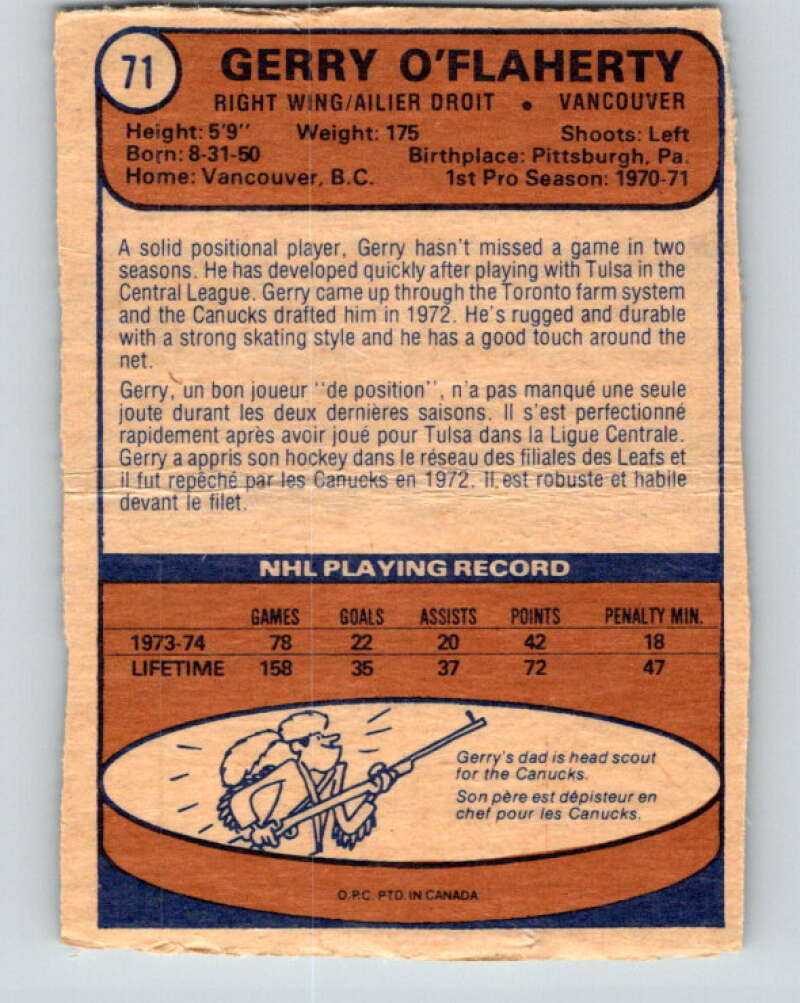 71
GERRY O'FLAHERTY
RIGHT WING/AILIER DROIT • VANCOUVER
Height: 5'9'' Weight: 175 Shoots: Left
Born: 8-31-50 Birthplace: Pittsburgh, Pa.
Home: Vancouver, B.C. 1st Pro Season: 1970-71
A solid positional player, Gerry hasn't missed a game in two
seasons. He has developed quickly after playing with Tulsa in the
Central League. Gerry came up through the Toronto farm system
and the Canucks drafted him in 1972. He's rugged and durable
with a strong skating style and he has a good touch around the
net.
Gerry, un bon joueur ''de position'', n'a pas manqué une seule
joute durant les deux dernières saisons. Il s'est perfectionné
rapidement après avoir joué pour Tulsa dans la Ligue Centrale.
Gerry a appris son hockey dans le réseau des filiales des Leafs et
il fut repêché par les Canucks en 1972. Il est robuste et habile
devant le filet.
NHL PLAYING RECORD
GAMES GOALS ASSISTS POINTS PENALTY MIN.
1973-74 78 22 20 42 18
LIFETIME 158 35 37 72 47
Gerry's dad is head scout
for the Canucks.
Son père est dépisteur en
chef pour les Canucks.
O.P.C. PTD. IN CANADA